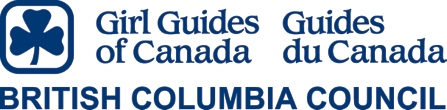 Girl Guides
of Canada
Guides
du Canada
BRITISH COLUMBIA COUNCIL